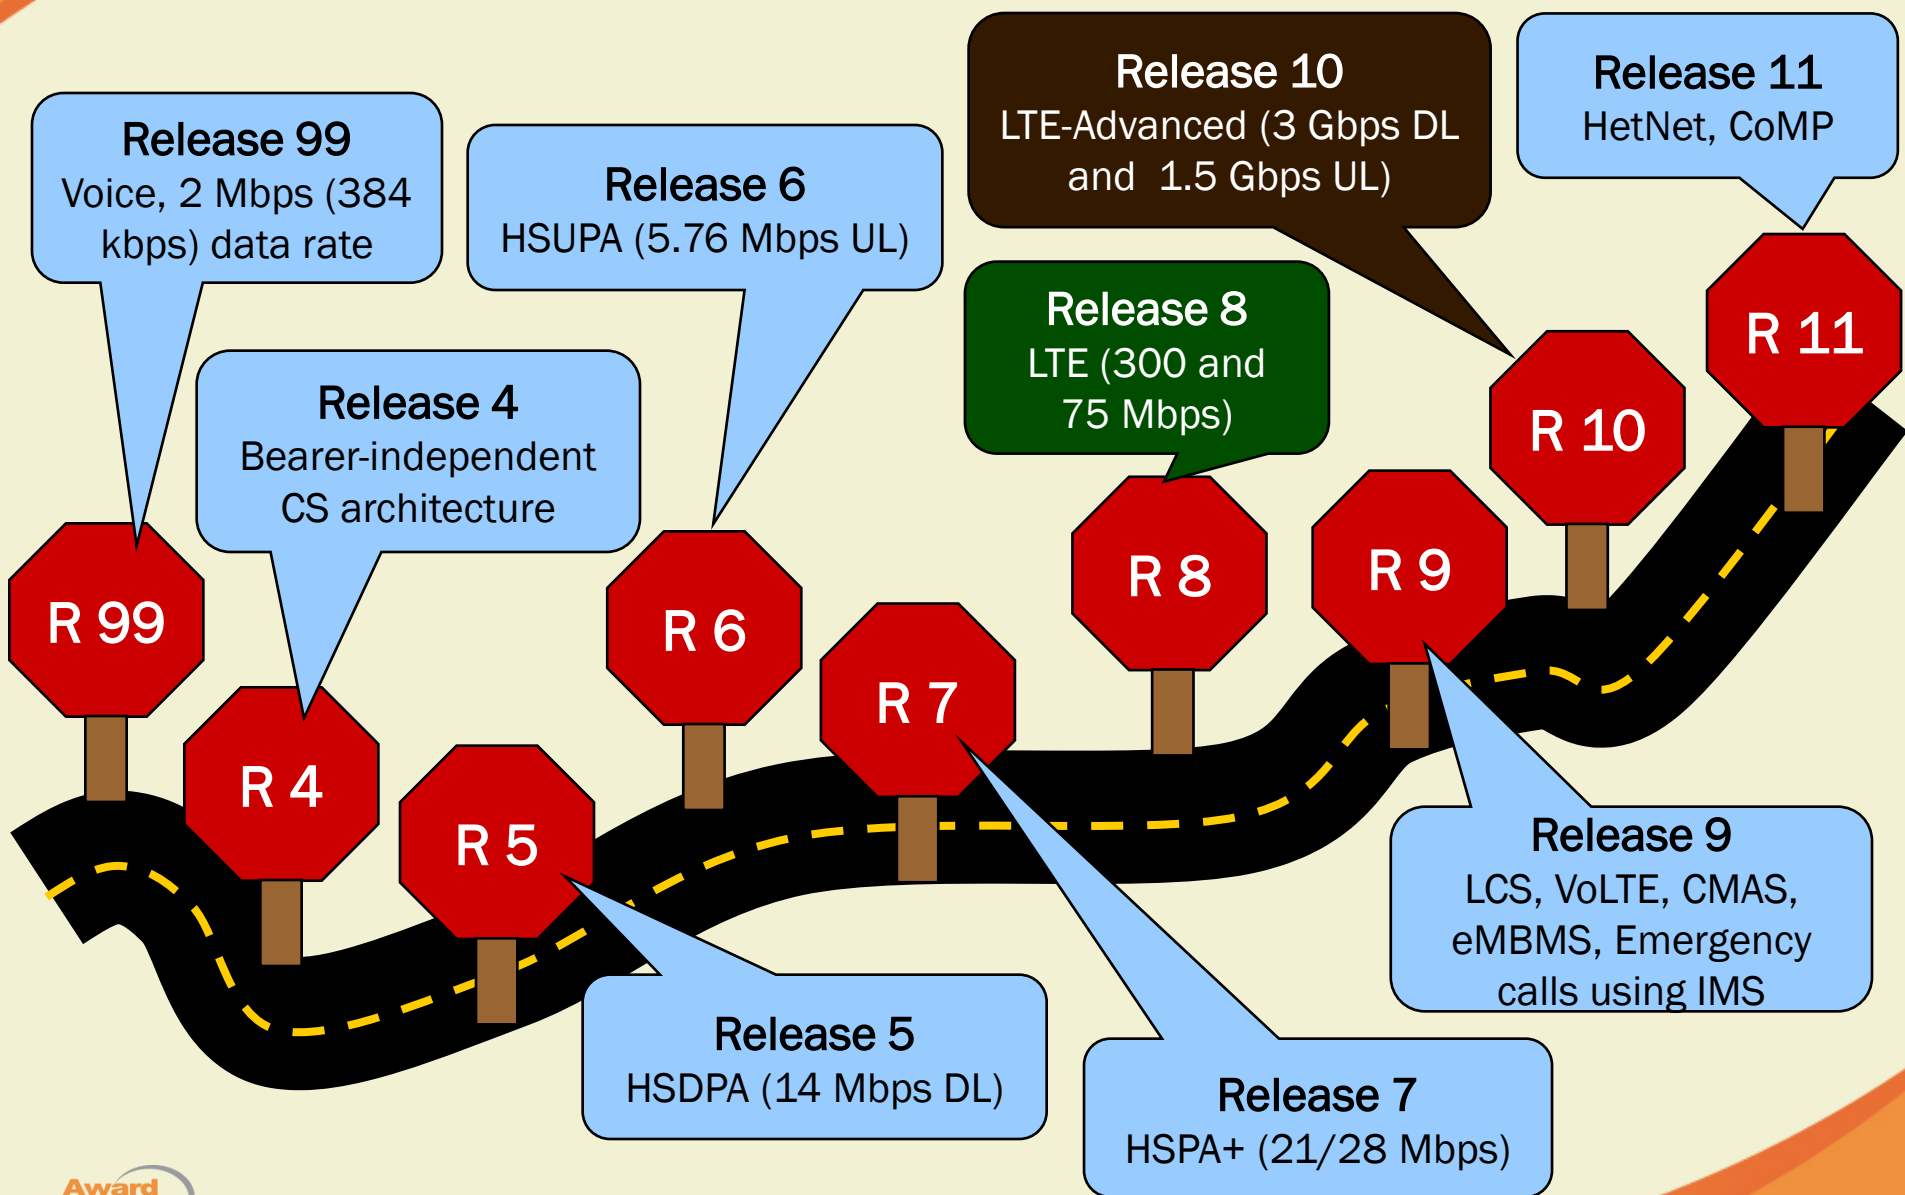 Release 99
Voice, 2 Mbps (384
kbps) data rate
Release 4
Bearer-independent
CS architecture
Release 6
HSUPA (5.76 Mbps UL)
Release 10
LTE-Advanced (3 Gbps DL
and 1.5 Gbps UL)
Release 11
HetNet, CoMP
Release 8
LTE (300 and
75 Mbps)
R 99
R 4
R 5
R 6
R 7
R 8
R 9
R 10
R 11
Release 5
HSDPA (14 Mbps DL)
Release 7
HSPA+ (21/28 Mbps)
Release 9
LCS, VoLTE, CMAS,
eMBMS, Emergency
calls using IMS
Award